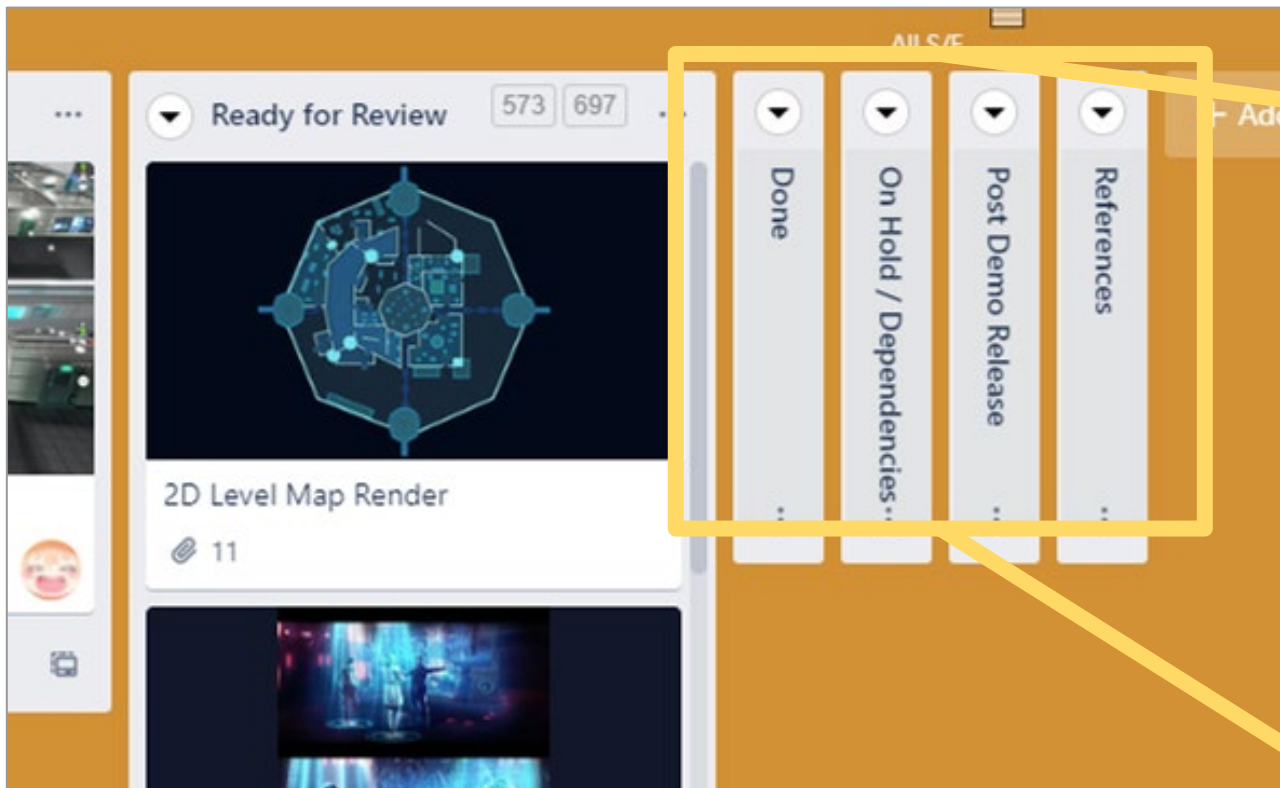 Ready for Review
573
697
2D Level Map Render
11
Done
On Hold / Dependencies
Post Demo Release
References